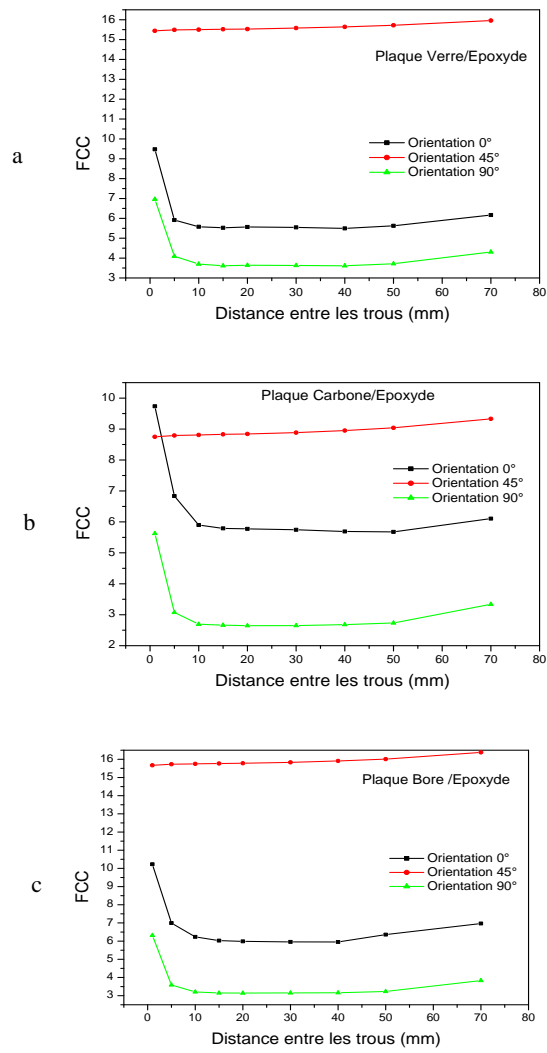 a
16
15
14
13
12
11
10
9
8
7
6
5
4
3
FCC
Plaque Verre/Epoxyde
Orientation 0°
Orientation 45°
Orientation 90°
0 10 20 30 40 50 60 70 80
Distance entre les trous (mm)
b
10
9
8
7
6
5
4
3
2
FCC
Plaque Carbone/Epoxyde
Orientation 0°
Orientation 45°
Orientation 90°
0 10 20 30 40 50 60 70 80
Distance entre les trous (mm)
c
16
15
14
13
12
11
10
9
8
7
6
5
4
3
FCC
Plaque Bore /Epoxyde
Orientation 0°
Orientation 45°
Orientation 90°
0 10 20 30 40 50 60 70 80
Distance entre les trous (mm)